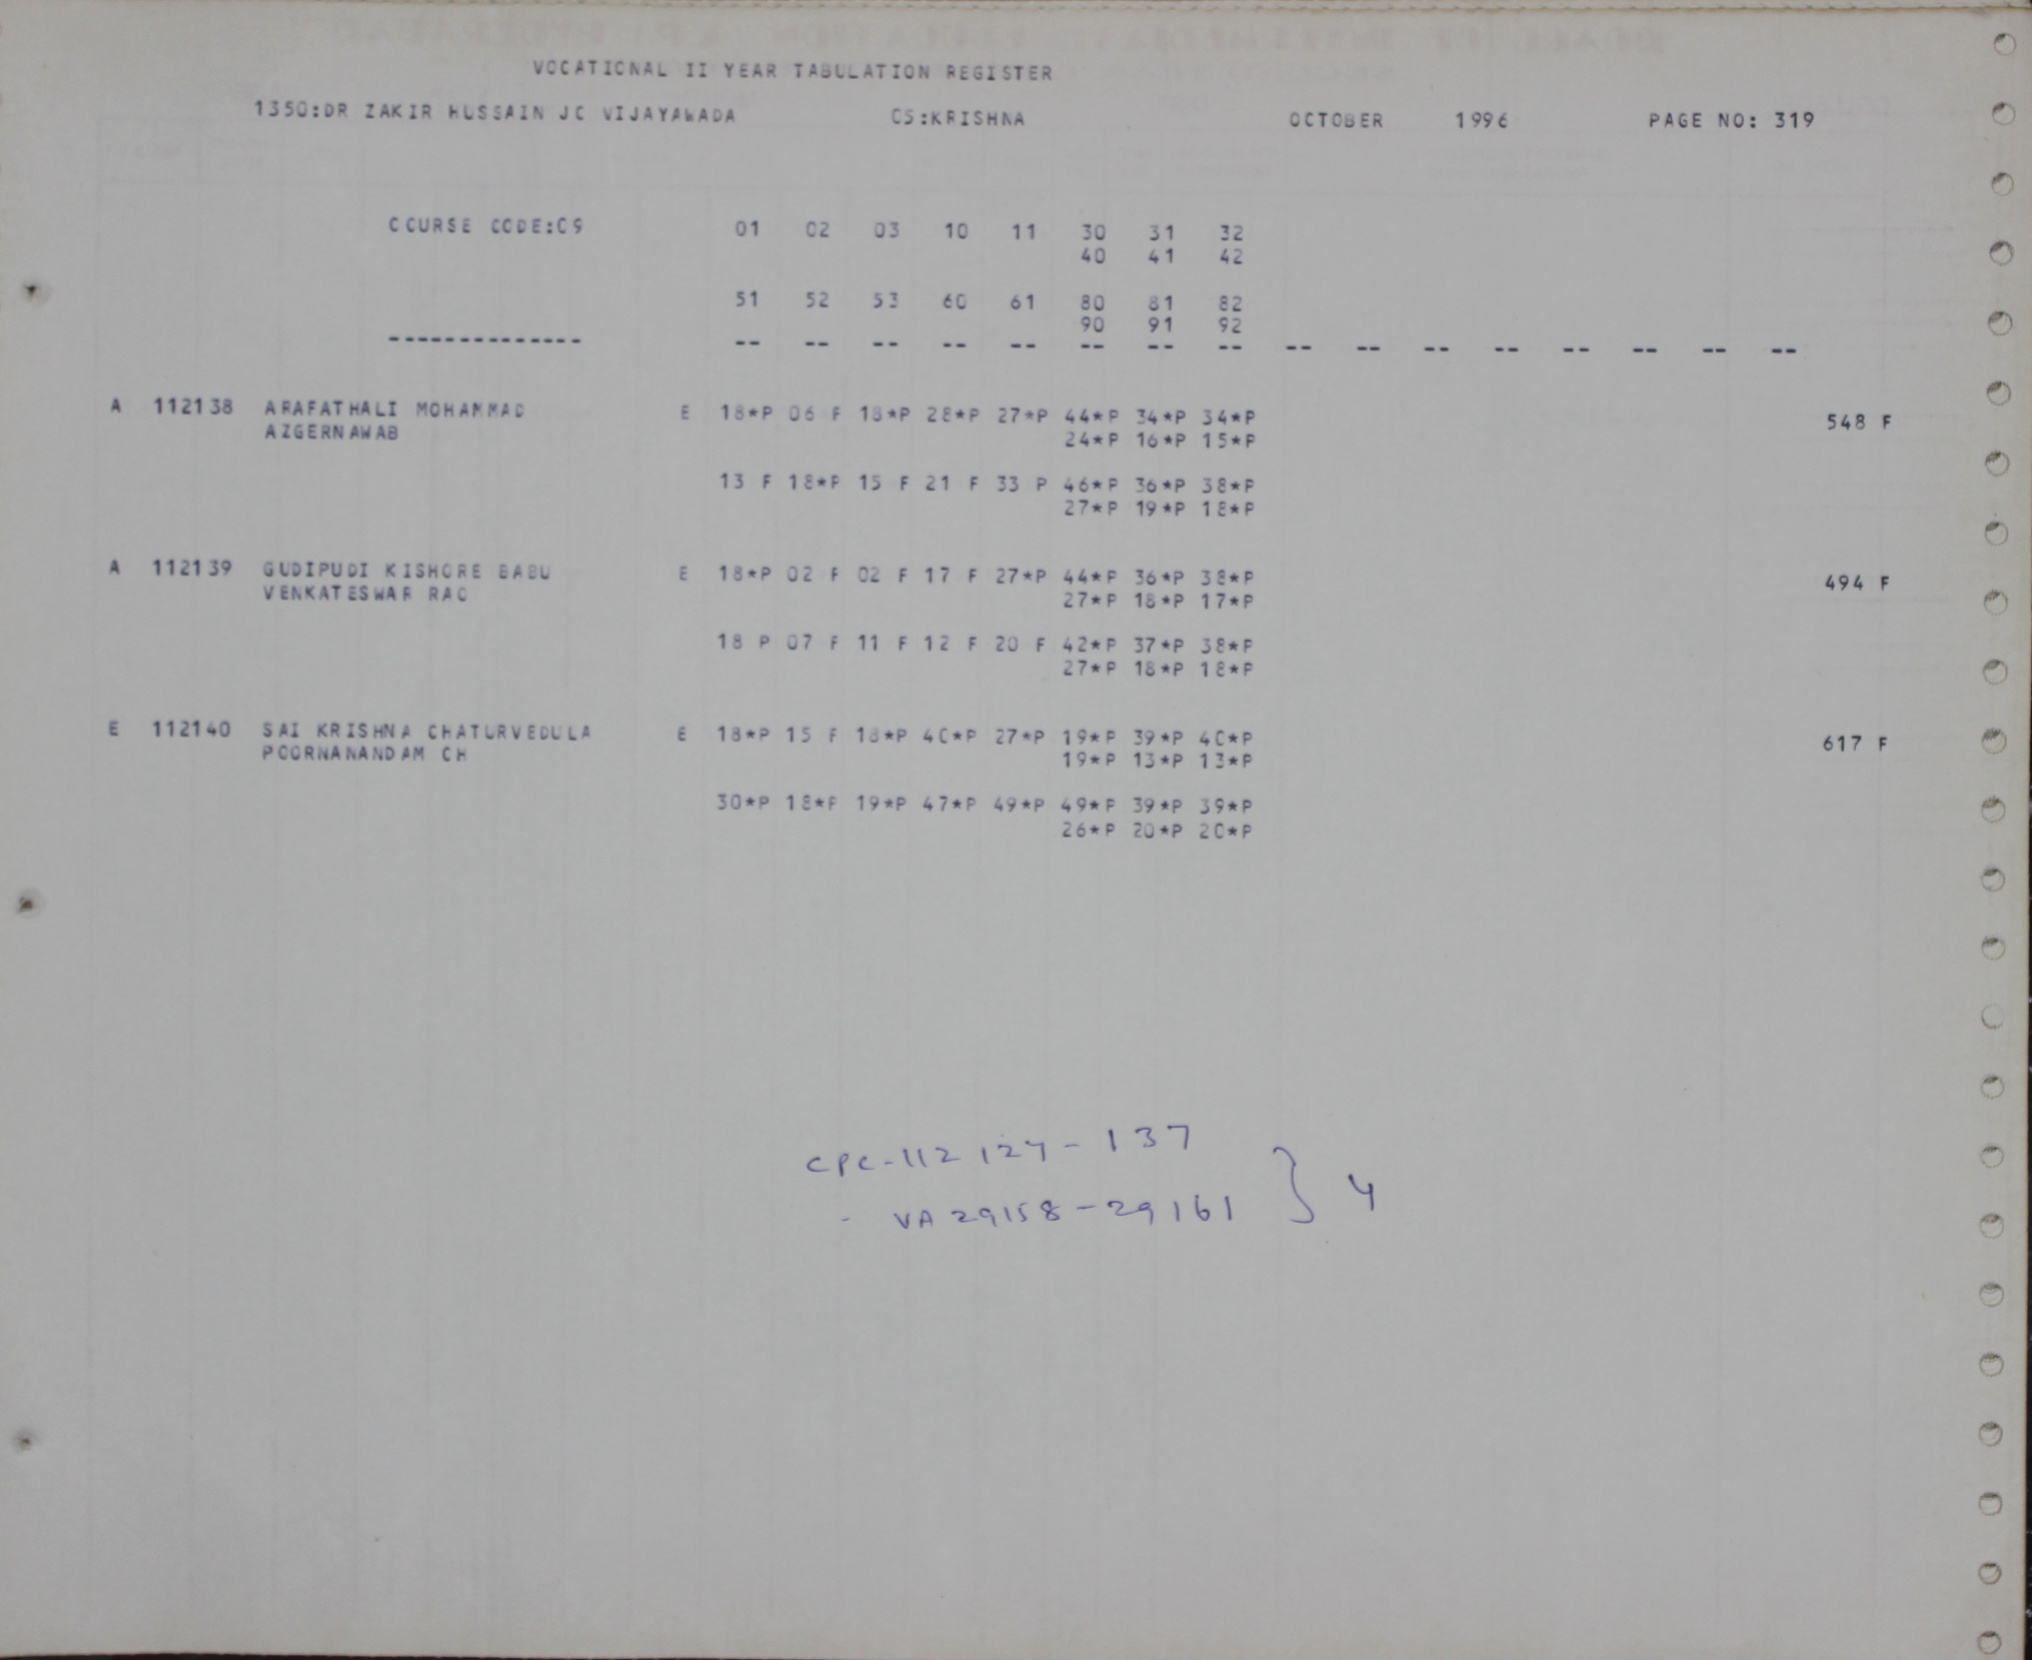 VOCATIONAL II YEAR TABULATION REGISTER
1350:DR ZAKIR HUSSAIN JC VIJAYAWADA 05:KRISHNA OCTOBER 1996 PAGE NO: 319
COURSE CODE:09 01 02 03 10 11 30 31 32
40 41 42
51 52 53 60 61 80 81 82
90 91 92
-------------- -- -- -- -- -- -- -- -- -- -- -- -- -- -- -- --
A 112138 ARAFATHALI MOHAMMAD E 18*P 06 F 18*P 28*P 27*P 44*P 34*P 34*P 548 F
AZGERNAWAB 24*P 16*P 15*P
13 F 18*P 15 F 21 F 33 P 46*P 36*P 38*P
27*P 19*P 18*P
A 112139 GUDIPUDI KISHORE BABU E 18*P 02 F 02 F 17 F 27*P 44*P 36*P 38*P 494 F
VENKATESWAR RAO 27*P 18*P 17*P
18 P 07 F 11 F 12 F 20 F 42*P 37*P 38*P
27*P 18*P 18*P
E 112140 SAI KRISHNA CHATURVEDULA E 18*P 15 F 18*P 40*P 27*P 19*P 39*P 40*P 617 F
POORNANANDAM CH 19*P 13*P 13*P
30*P 18*P 19*P 47*P 49*P 49*P 39*P 39*P
26*P 20*P 20*P
CPC-112127-137
- VA29158-29161 } 4